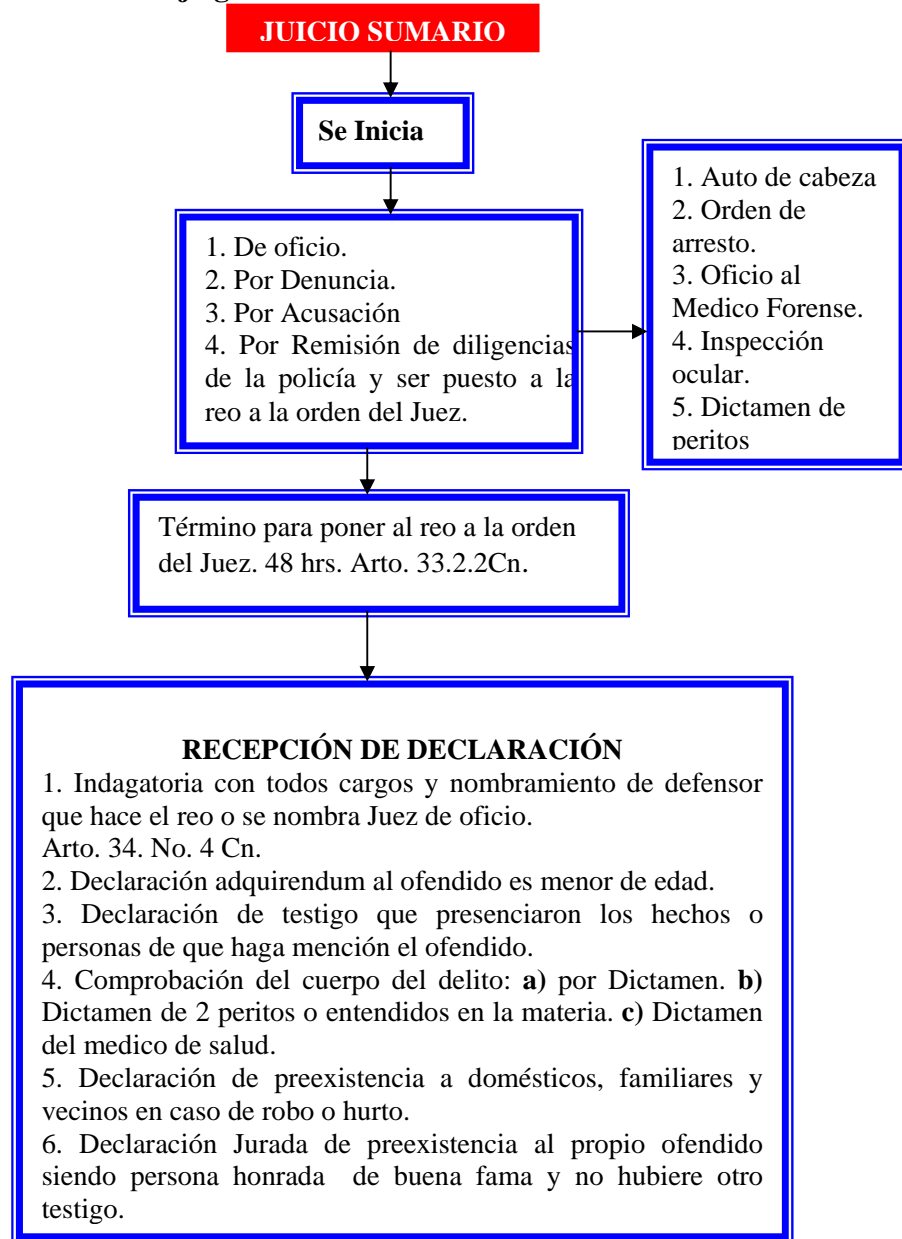 JUICIO SUMARIO
Se Inicia
1. De oficio.
2. Por Denuncia.
3. Por Acusación
4. Por Remisión de diligencias
de la policía y ser puesto a la
reo a la orden del Juez.
1. Auto de cabeza
2. Orden de
arresto.
3. Oficio al
Medico Forense.
4. Inspección
ocular.
5. Dictamen de
peritos
Término para poner al reo a la orden
del Juez. 48 hrs. Arto. 33.2.2Cn.
RECEPCIÓN DE DECLARACIÓN
1. Indagatoria con todos cargos y nombramiento de defensor
que hace el reo o se nombra Juez de oficio.
Arto. 34. No. 4 Cn.
2. Declaración adquirendum al ofendido es menor de edad.
3. Declaración de testigo que presenciaron los hechos o
personas de que haga mención el ofendido.
4. Comprobación del cuerpo del delito: a) por Dictamen. b)
Dictamen de 2 peritos o entendidos en la materia. c) Dictamen
del medico de salud.
5. Declaración de preexistencia a domésticos, familiares y
vecinos en caso de robo o hurto.
6. Declaración Jurada de preexistencia al propio ofendido
siendo persona honrada de buena fama y no hubiere otro
testigo.